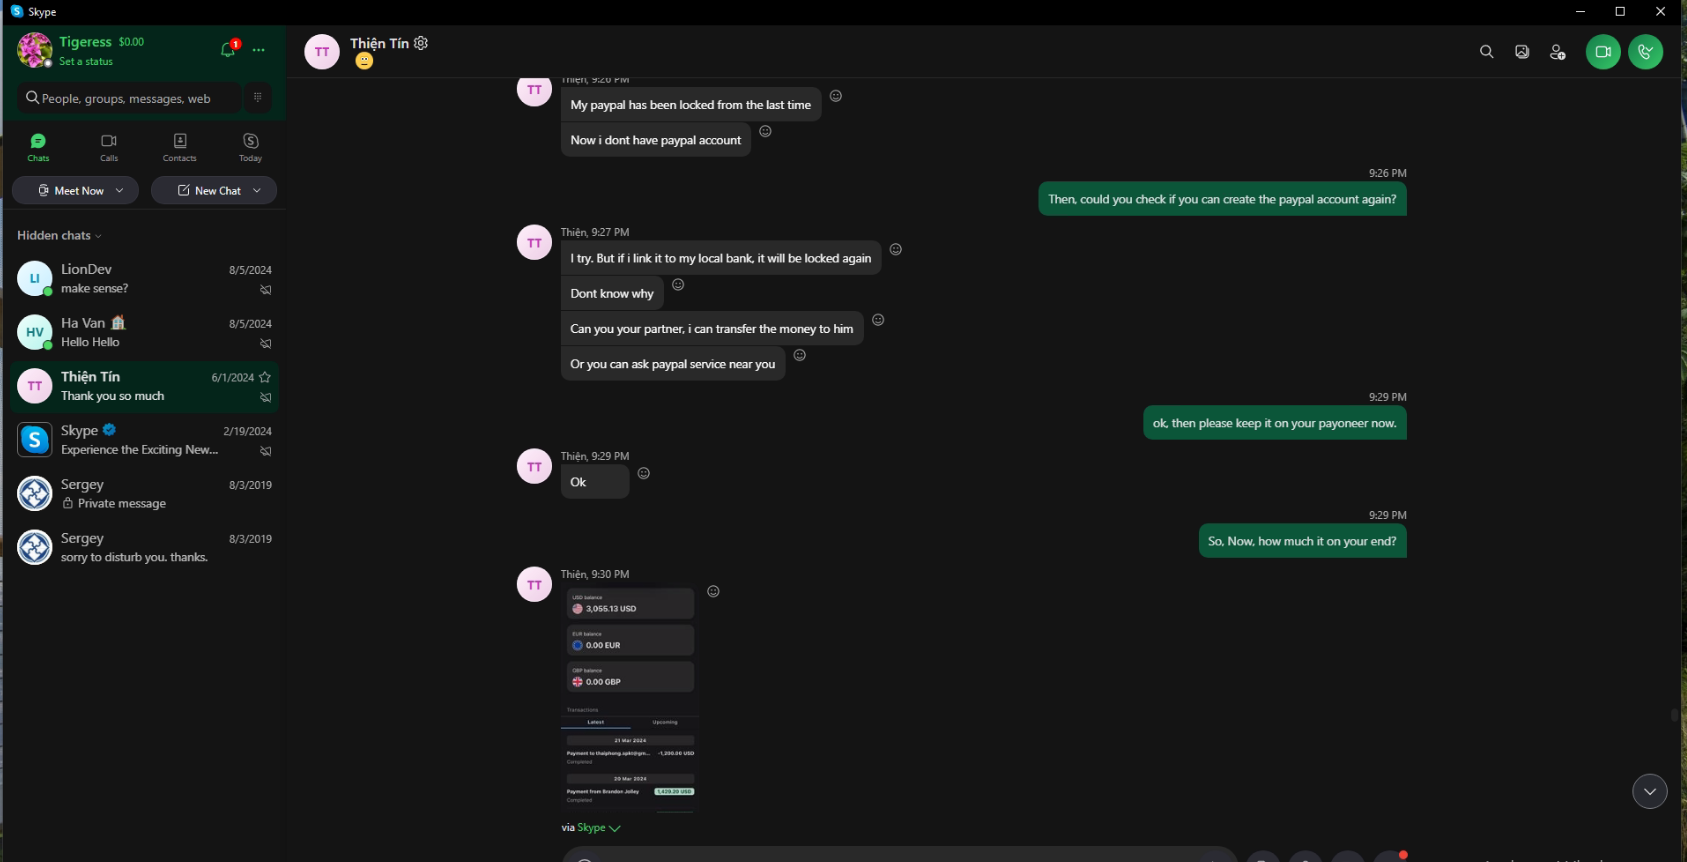 Skype
Tigeress $0.00
Set a status
1
People, groups, messages, web
Chats
Calls
Contacts
Today
Meet Now
New Chat
Hidden chats
LI
LionDev
8/5/2024
make sense?
HV
Ha Van
8/5/2024
Hello Hello
TT
Thiện Tín
6/1/2024
Thank you so much
Skype
2/19/2024
Experience the Exciting New...
Sergey
8/3/2019
Private message
Sergey
8/3/2019
sorry to disturb you. thanks.
TT
Thiện Tín
TT
Thiện, 9:26 PM
My paypal has been locked from the last time
Now i dont have paypal account
9:26 PM
Then, could you check if you can create the paypal account again?
TT
Thiện, 9:27 PM
I try. But if i link it to my local bank, it will be locked again
Dont know why
Can you your partner, i can transfer the money to him
Or you can ask paypal service near you
9:29 PM
ok, then please keep it on your payoneer now.
TT
Thiện, 9:29 PM
Ok
9:29 PM
So, Now, how much it on your end?
TT
Thiện, 9:30 PM
USD balance
3,055.13 USD
EUR balance
0.00 EUR
GBP balance
0.00 GBP
Transactions
Latest
Upcoming
21 Mar 2024
Payment to thaiphong.apkt@gm... -1,200.00 USD
Completed
20 Mar 2024
Payment from Brandon Jolley 1,429.20 USD
Completed
via Skype